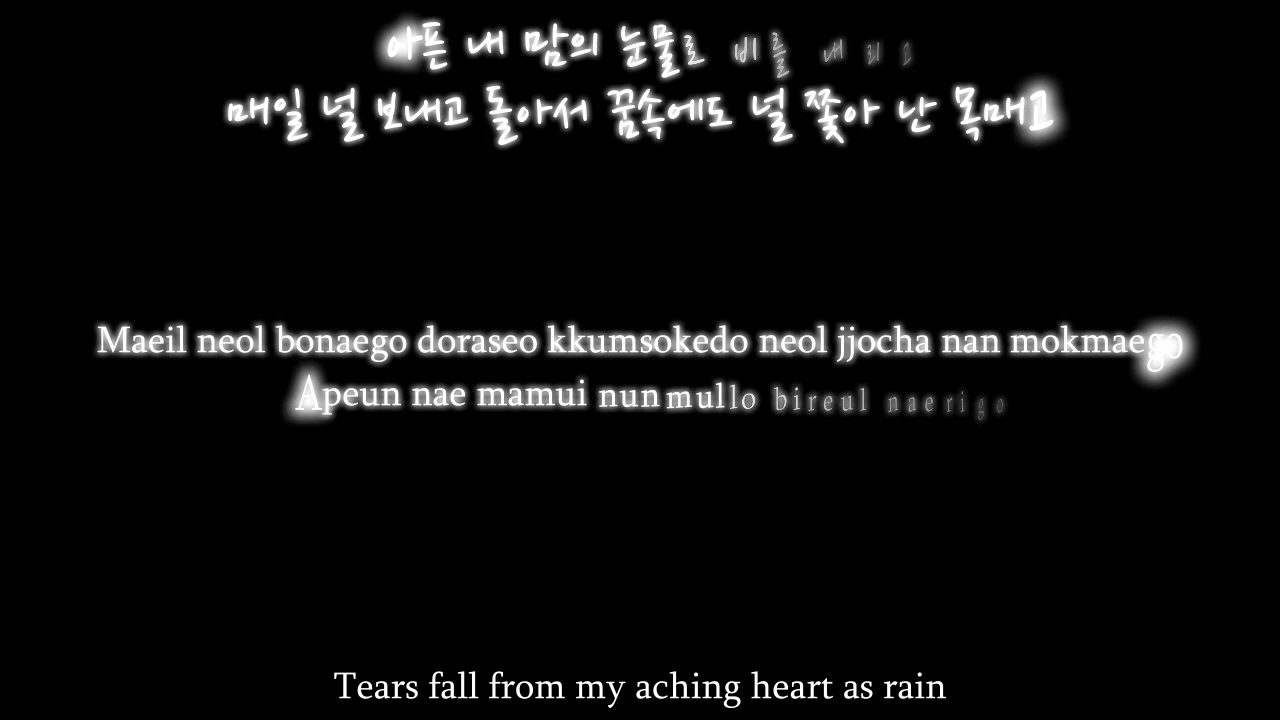 아픈 내 맘의 눈물로 비를 내리고
매일 널 보내고 돌아서 꿈속에도 널 쫓아 난 목매고
Maeil neol bonaego doraseo kkumsokedo neol jjocha nan mokmaego
Apeun nae mamui nunmullo bireul naerigo
Tears fall from my aching heart as rain